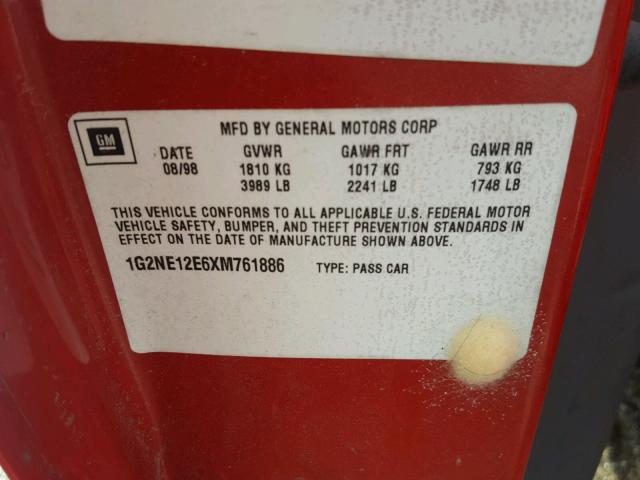 GM
MFD BY GENERAL MOTORS CORP
DATE GVWR GAWR FRT GAWR RR
08/98 1810 KG 1017 KG 793 KG
3989 LB 2241 LB 1748 LB
THIS VEHICLE CONFORMS TO ALL APPLICABLE U.S. FEDERAL MOTOR
VEHICLE SAFETY, BUMPER, AND THEFT PREVENTION STANDARDS IN
EFFECT ON THE DATE OF MANUFACTURE SHOWN ABOVE.
1G2NE12E6XM761886 TYPE: PASS CAR